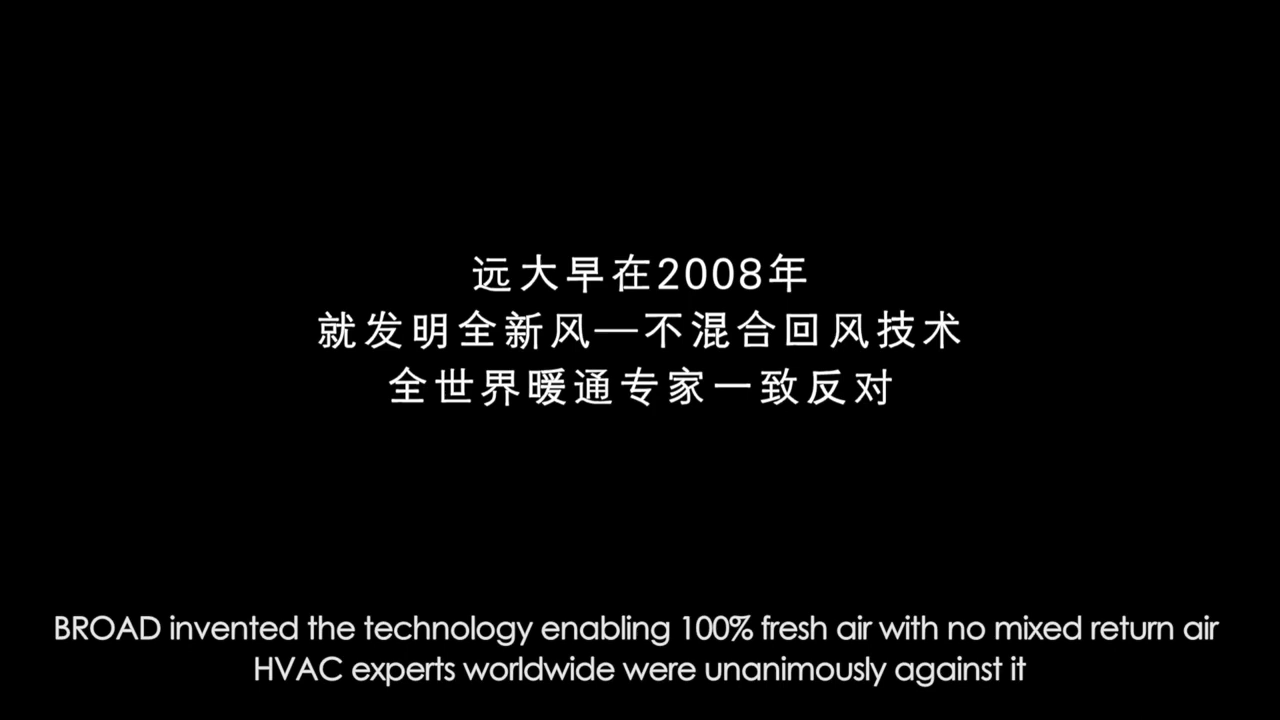 远大早在2008年
就发明全新风—不混合回风技术
全世界暖通专家一致反对
BROAD invented the technology enabling 100% fresh air with no mixed return air
HVAC experts worldwide were unanimously against it